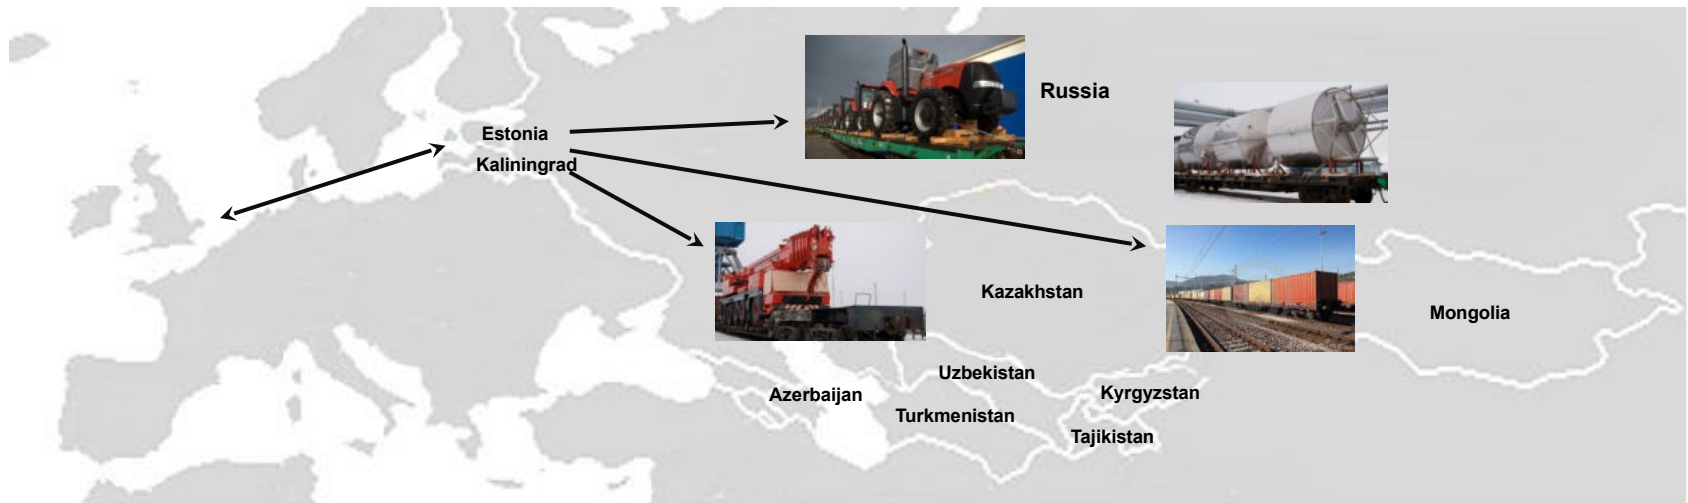 Russia
Estonia
Kaliningrad
Kazakhstan
Mongolia
Uzbekistan
Azerbaijan
Kyrgyzstan
Turkmenistan
Tajikistan